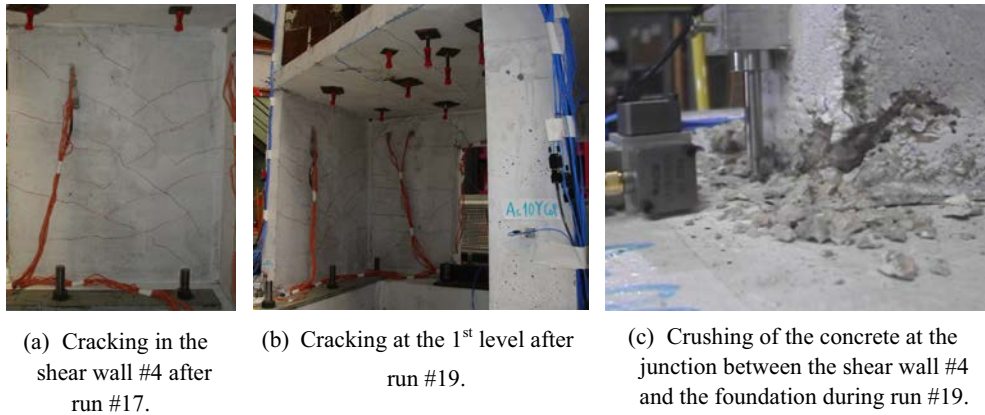 A10YG1
(a) Cracking in the
shear wall #4 after
run #17.
(b) Cracking at the 1st level after
run #19.
(c) Crushing of the concrete at the
junction between the shear wall #4
and the foundation during run #19.